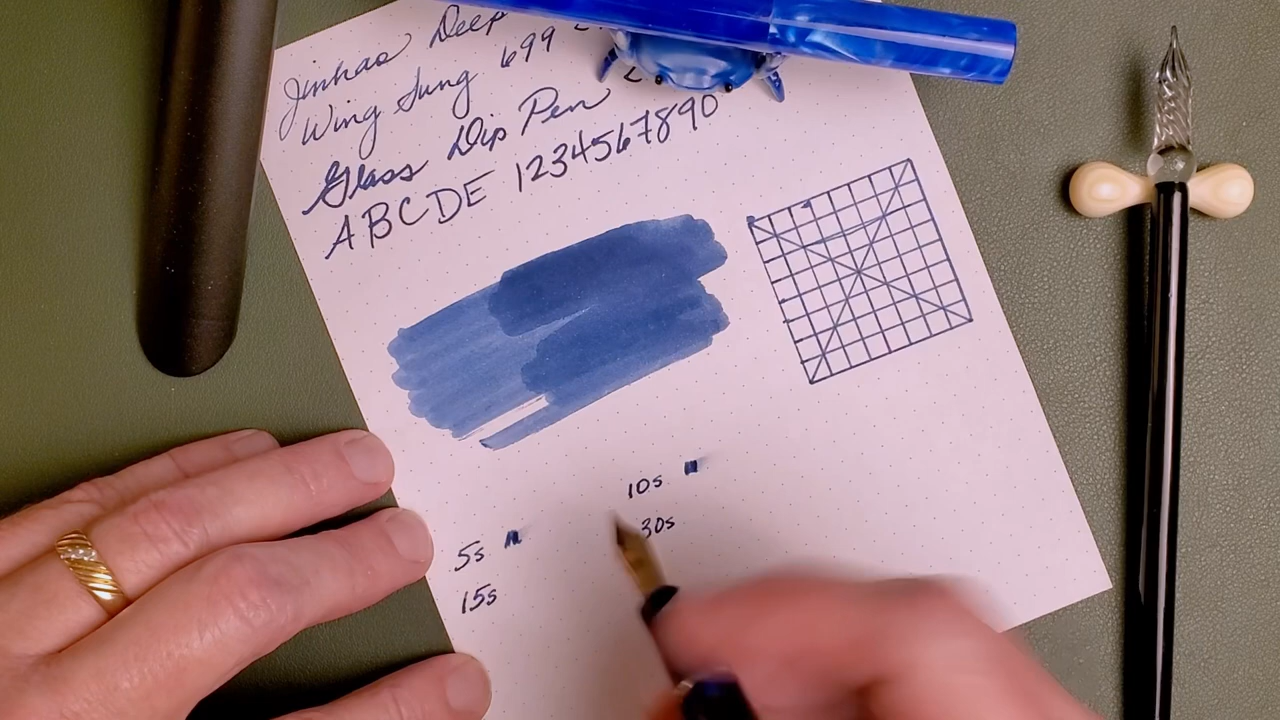 Jinhao Deep
Wing Sung 699
Glass Dip Pen
ABCDE 1234567890
10s
30s
5s
15s